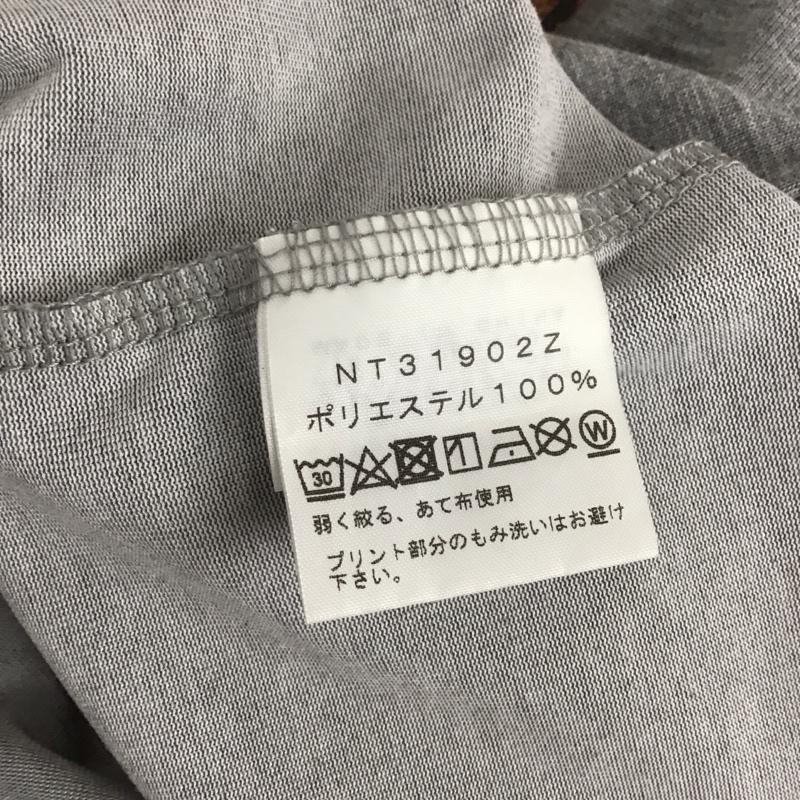 NT31902Z
ポリエステル100%
30 W
弱く絞る、あて布使用
プリント部分のもみ洗いはお避け
下さい。